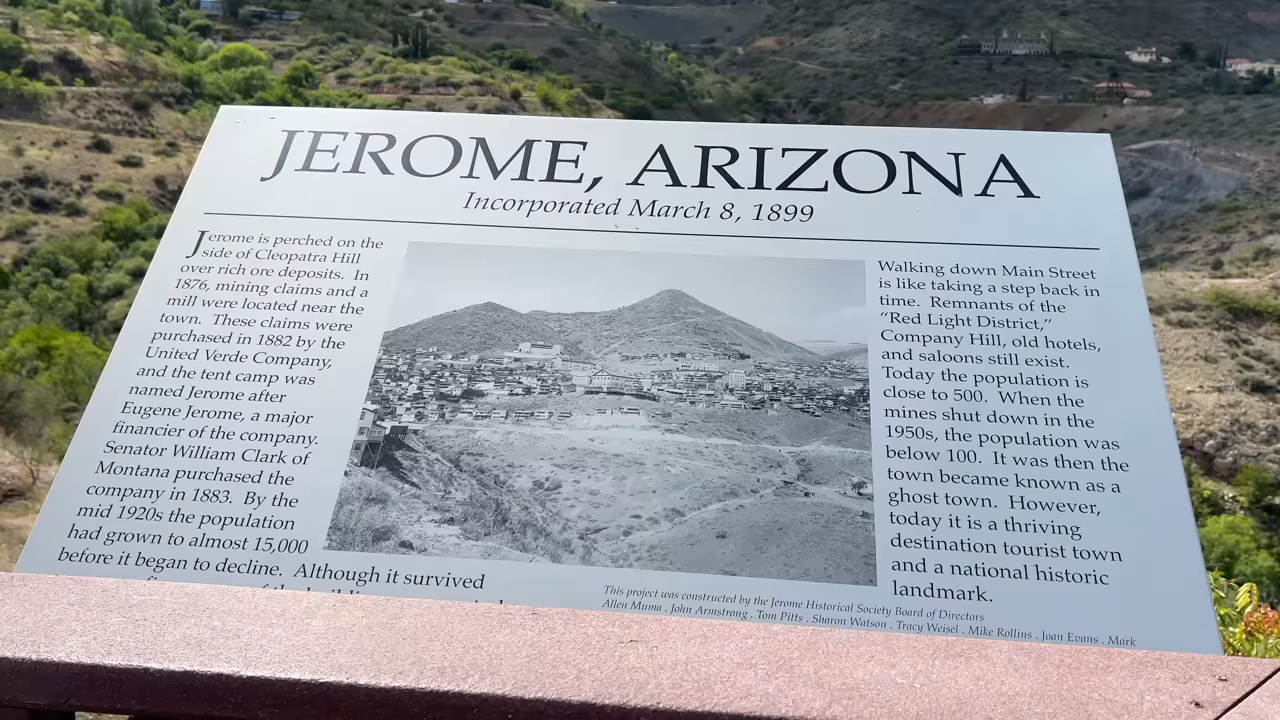 JEROME, ARIZONA
Incorporated March 8, 1899
Jerome is perched on the
side of Cleopatra Hill
over rich ore deposits. In
1876, mining claims and a
mill were located near the
town. These claims were
purchased in 1882 by the
United Verde Company,
and the tent camp was
named Jerome after
Eugene Jerome, a major
financier of the company.
Senator William Clark of
Montana purchased the
company in 1883. By the
mid 1920s the population
had grown to almost 15,000
before it began to decline. Although it survived
Walking down Main Street
is like taking a step back in
time. Remnants of the
“Red Light District,”
Company Hill, old hotels,
and saloons still exist.
Today the population is
close to 500. When the
mines shut down in the
1950s, the population was
below 100. It was then the
town became known as a
ghost town. However,
today it is a thriving
destination tourist town
and a national historic
landmark.
This project was constructed by the Jerome Historical Society Board of Directors
Allen Muma . John Armstrong . Tom Pitts . Sharon Watson . Tracy Weisel . Mike Rollins . Joan Evans . Mark